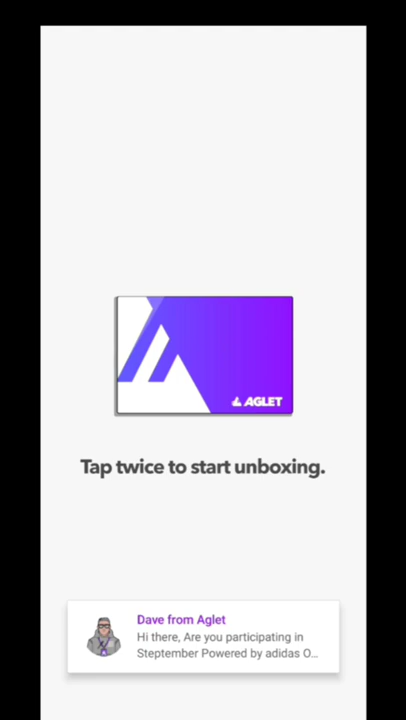 AGLET
Tap twice to start unboxing.
Dave from Aglet
Hi there, Are you participating in
Steptember Powered by adidas O...